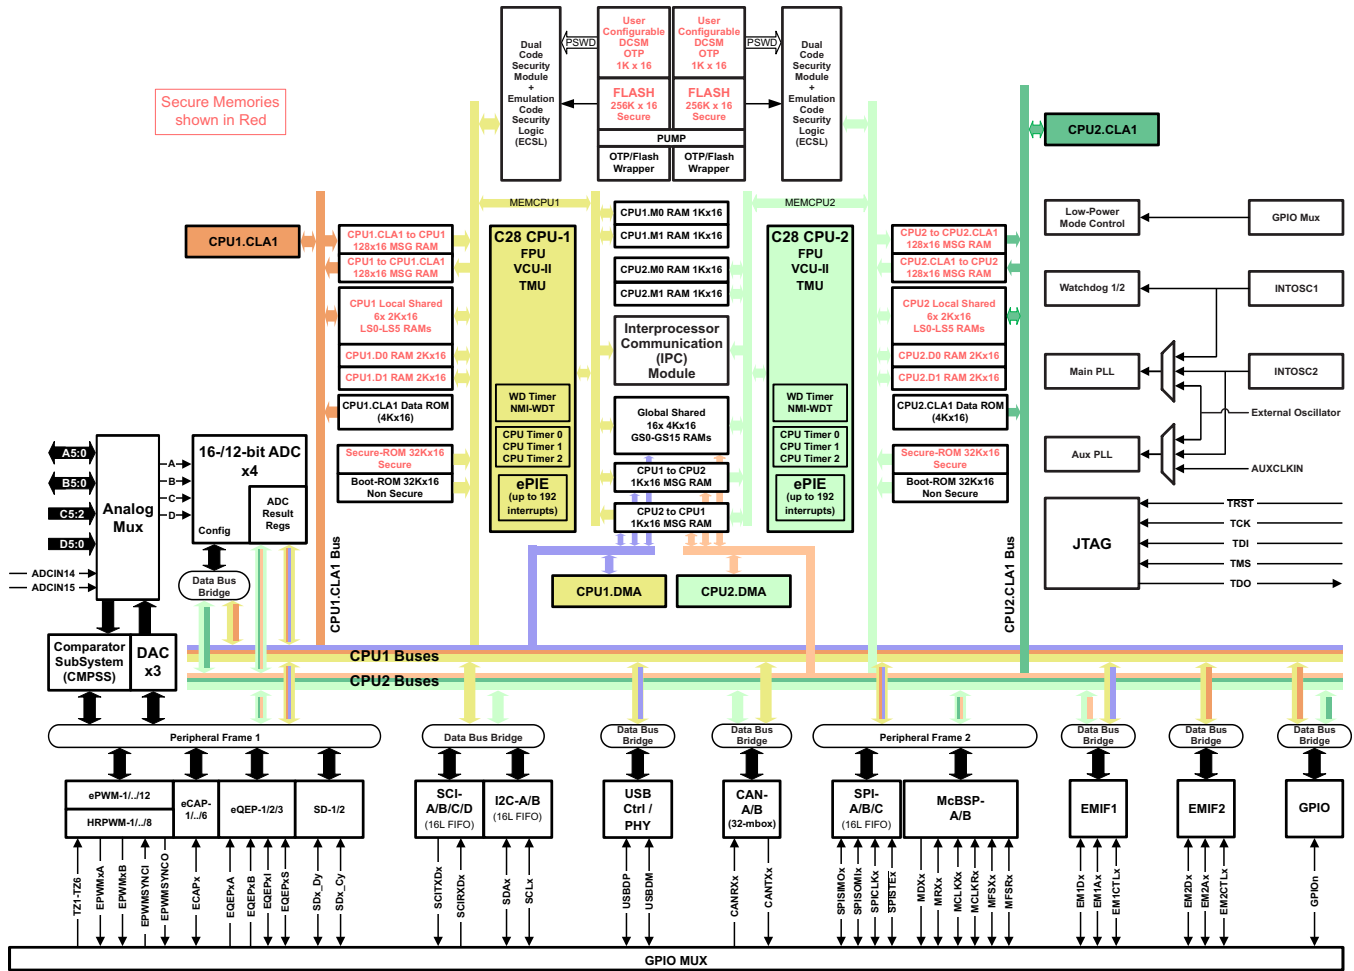 Secure Memories
shown in Red
Dual
Code
Security
Module
+
Emulation
Code
Security
Logic
(ECSL)
PSWD
User
Configurable
DCSM
OTP
1K x 16
User
Configurable
DCSM
OTP
1K x 16
PSWD
Dual
Code
Security
Module
+
Emulation
Code
Security
Logic
(ECSL)
FLASH
256K x 16
Secure
FLASH
256K x 16
Secure
PUMP
OTP/Flash
Wrapper
OTP/Flash
Wrapper
CPU2.CLA1
MEMCPU1
MEMCPU2
CPU1.CLA1
CPU1.CLA1 to CPU1
128x16 MSG RAM
CPU1 to CPU1.CLA1
128x16 MSG RAM
CPU1 Local Shared
6x 2Kx16
LS0-LS5 RAMs
CPU1.D0 RAM 2Kx16
CPU1.D1 RAM 2Kx16
CPU1.CLA1 Data ROM
(4Kx16)
Secure-ROM 32Kx16
Secure
Boot-ROM 32Kx16
Non Secure
C28 CPU-1
FPU
VCU-II
TMU
WD Timer
NMI-WDT
CPU Timer 0
CPU Timer 1
CPU Timer 2
ePIE
(up to 192
interrupts)
CPU1.M0 RAM 1Kx16
CPU1.M1 RAM 1Kx16
CPU2.M0 RAM 1Kx16
CPU2.M1 RAM 1Kx16
Interprocessor
Communication
(IPC)
Module
Global Shared
16x 4Kx16
GS0-GS15 RAMs
CPU1 to CPU2
1Kx16 MSG RAM
CPU2 to CPU1
1Kx16 MSG RAM
C28 CPU-2
FPU
VCU-II
TMU
WD Timer
NMI-WDT
CPU Timer 0
CPU Timer 1
CPU Timer 2
ePIE
(up to 192
interrupts)
CPU2 to CPU2.CLA1
128x16 MSG RAM
CPU2.CLA1 to CPU2
128x16 MSG RAM
CPU2 Local Shared
6x 2Kx16
LS0-LS5 RAMs
CPU2.D0 RAM 2Kx16
CPU2.D1 RAM 2Kx16
CPU2.CLA1 Data ROM
(4Kx16)
Secure-ROM 32Kx16
Secure
Boot-ROM 32Kx16
Non Secure
Low-Power
Mode Control
GPIO Mux
Watchdog 1/2
INTOSC1
Main PLL
INTOSC2
External Oscillator
Aux PLL
AUXCLKIN
JTAG
TRST
TCK
TDI
TMS
TDO
A5:0
B5:0
C5:2
D5:0
ADCIN14
ADCIN15
Analog
Mux
A
B
C
D
16-/12-bit ADC
x4
ADC
Result
Regs
Config
Data Bus
Bridge
Comparator
SubSystem
(CMPSS)
DAC
x3
CPU1.CLA1 Bus
CPU2.CLA1 Bus
CPU1.DMA
CPU2.DMA
CPU1 Buses
CPU2 Buses
Peripheral Frame 1
Data Bus Bridge
Data Bus
Bridge
Data Bus
Bridge
Peripheral Frame 2
Data Bus
Bridge
Data Bus
Bridge
Data Bus
Bridge
ePWM-1/../12
HRPWM-1/../8
eCAP-
1/../6
eQEP-1/2/3
SD-1/2
SCI-
A/B/C/D
(16L FIFO)
I2C-A/B
(16L FIFO)
USB
Ctrl /
PHY
CAN-
A/B
(32-mbox)
SPI-
A/B/C
(16L FIFO)
McBSP-
A/B
EMIF1
EMIF2
GPIO
TZ1-TZ6
EPWMxA
EPWMxB
EPWMSYNCI
EPWMSYNCO
ECAPx
EQEPxA
EQEPxB
EQEPxI
EQEPxS
SDx_Dy
SDx_Cy
SCITXDx
SCIRXDx
SDAx
SCLx
USBDP
USBDM
CANRXx
CANTXx
SPISIMOx
SPISOMIx
SPICLKx
SPISTEx
MDXx
MRXx
MCLKXx
MCLKRx
MFSXx
MFSRx
EM1Dx
EM1Ax
EM1CTLx
EM2Dx
EM2Ax
EM2CTLx
GPIOn
GPIO MUX